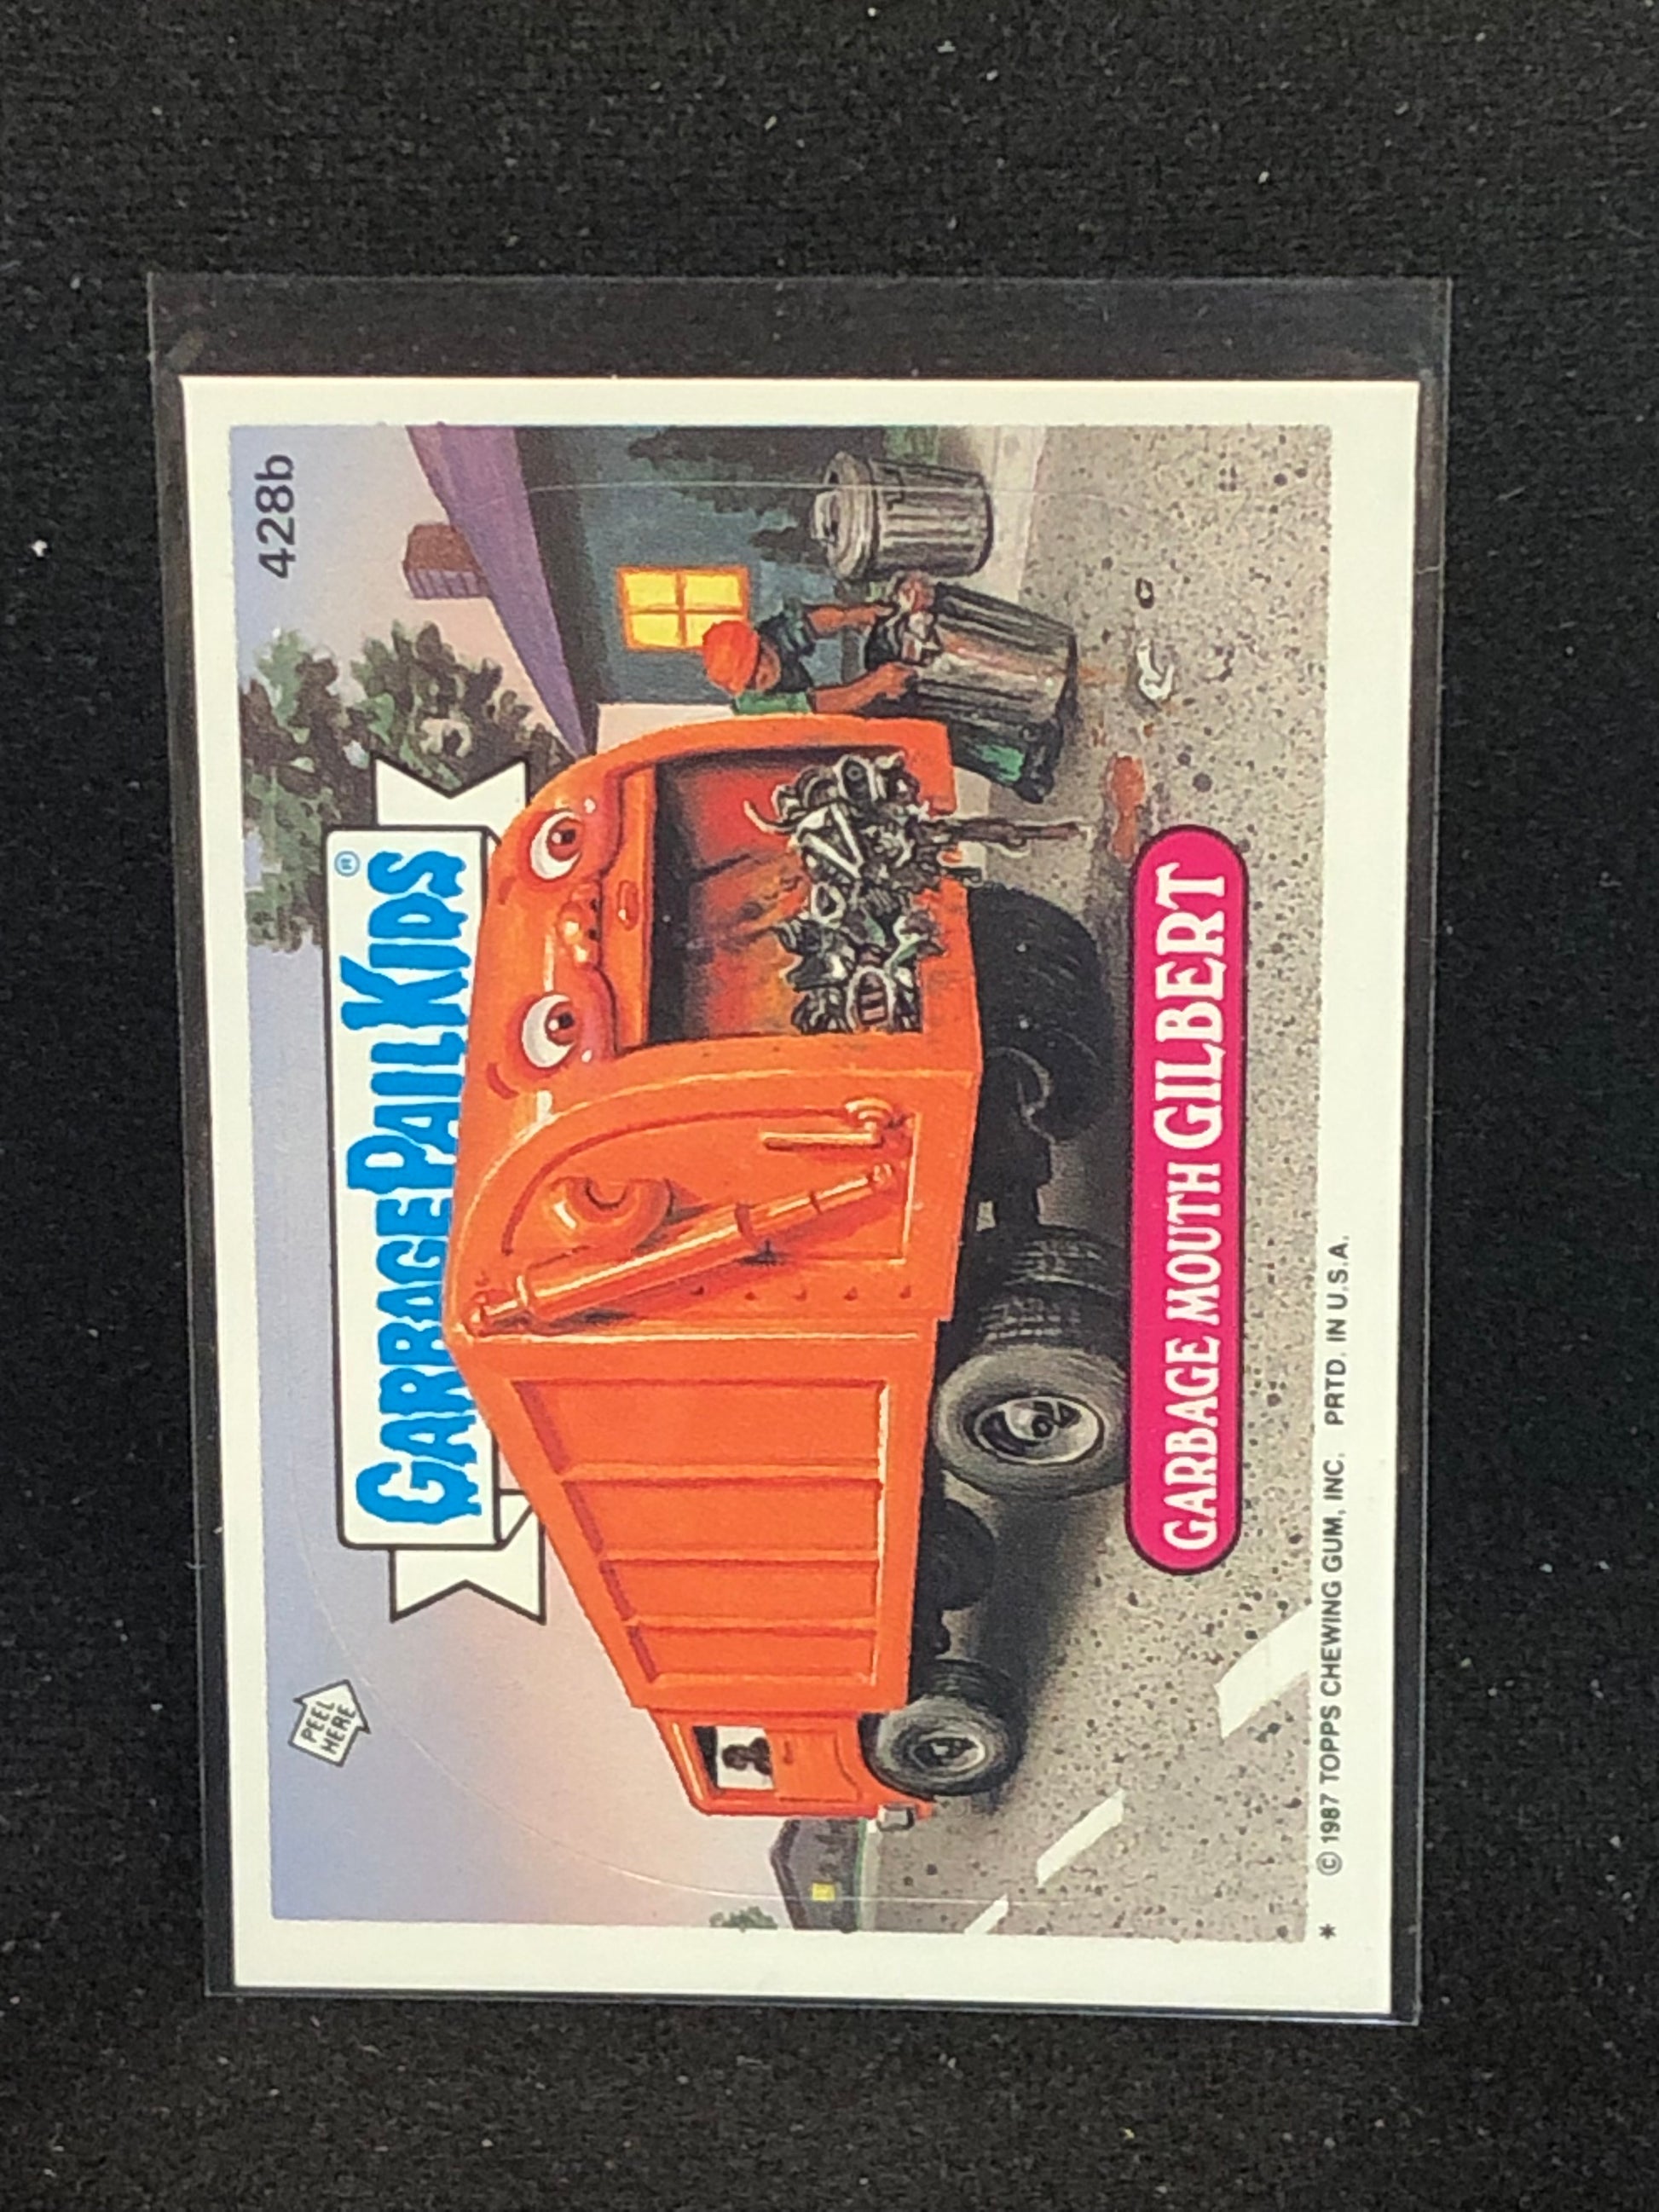 428b
PEEL
HERE
GARBAGE PAIL KIDS®
GARBAGE MOUTH GILBERT
* © 1987 TOPPS CHEWING GUM, INC. PRTD. IN U.S.A.